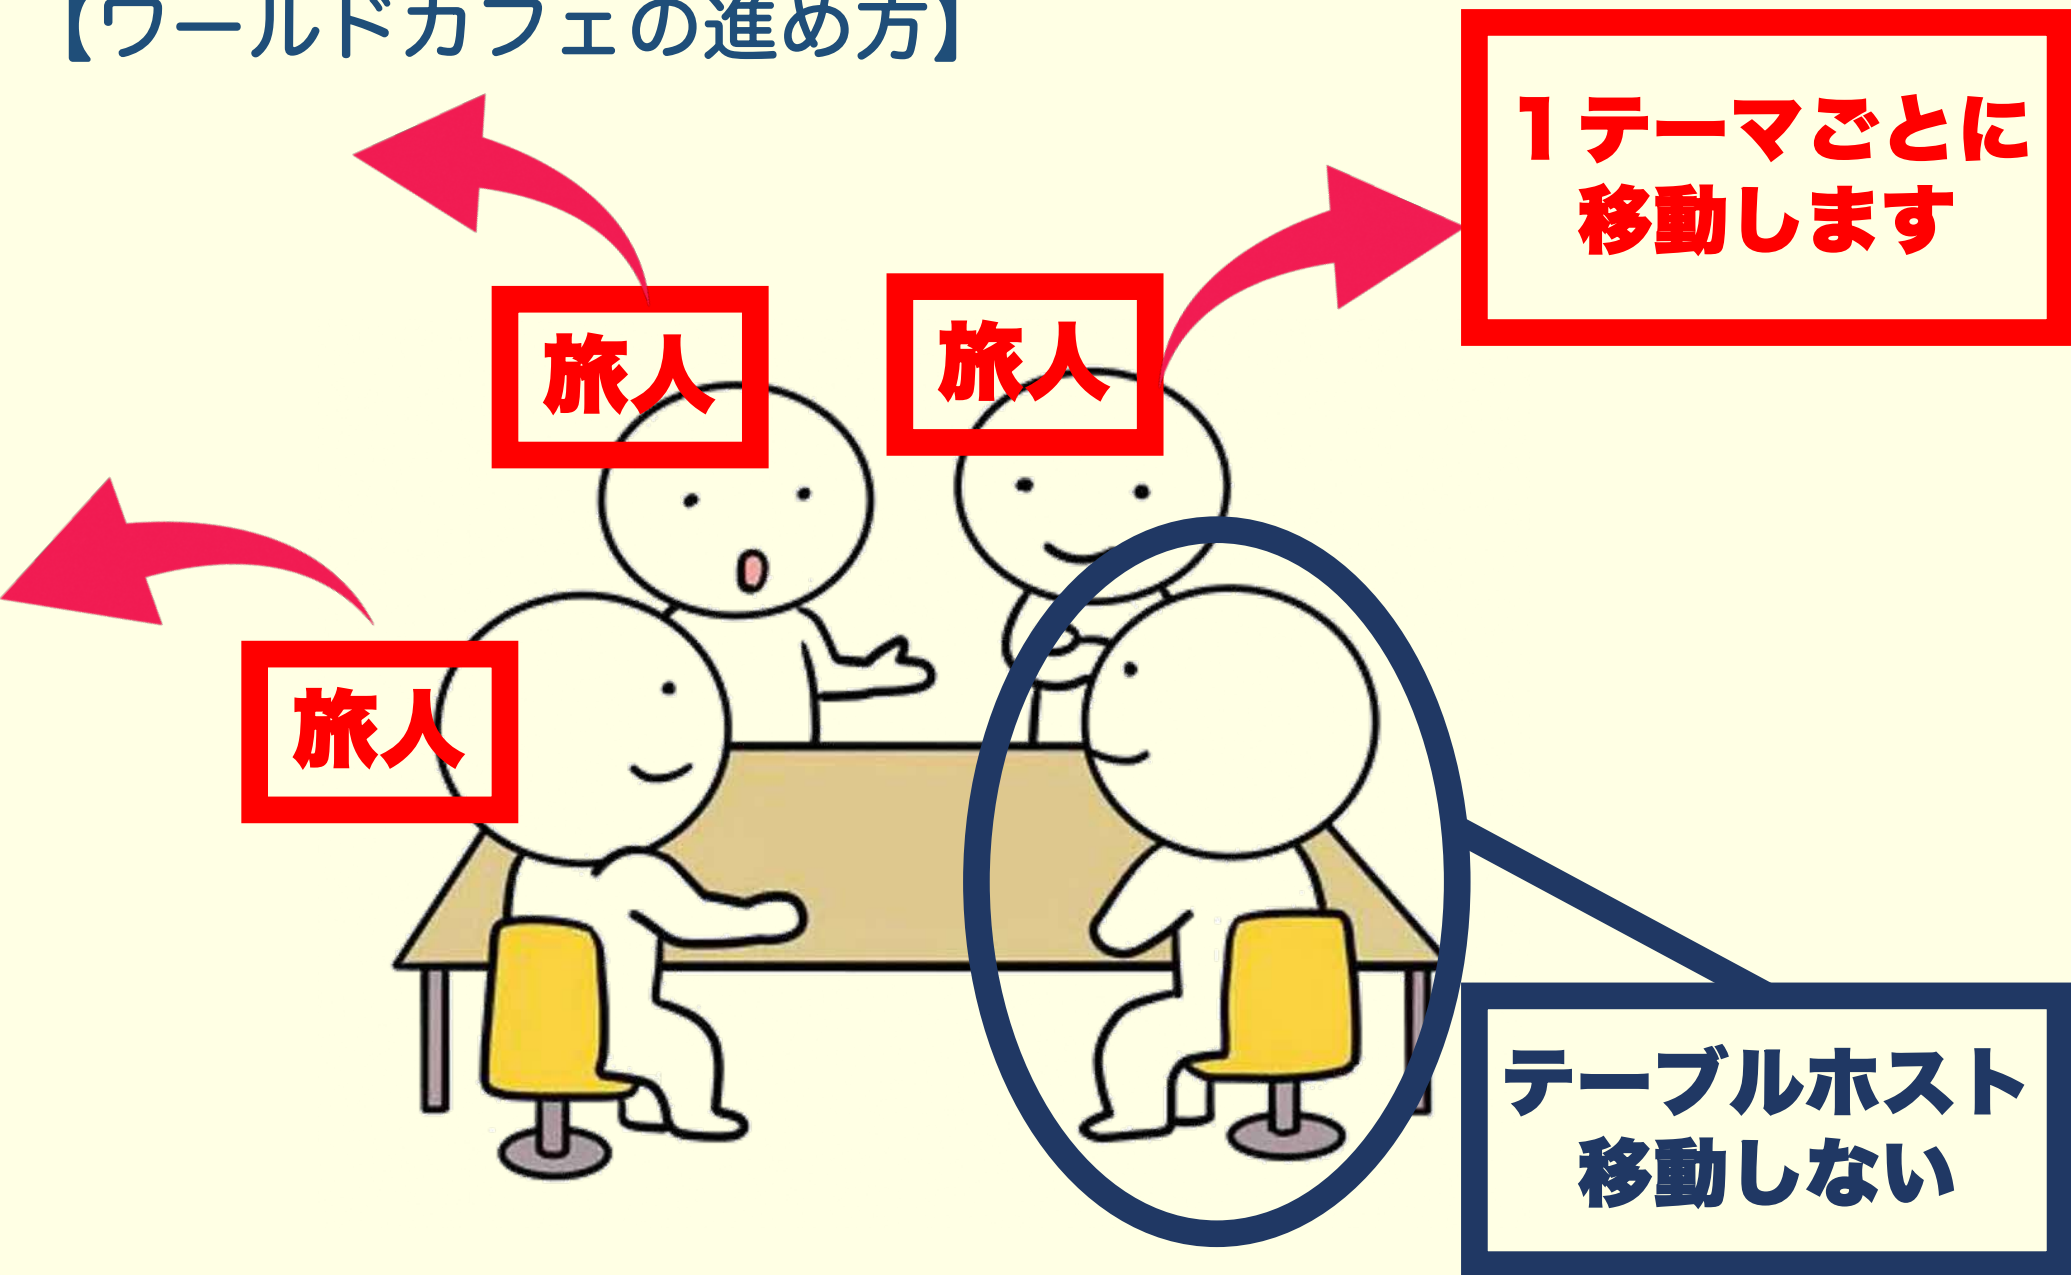 【ワールドカフェの進め方】
１テーマごとに
移動します
旅人
旅人
旅人
テーブルホスト
移動しない